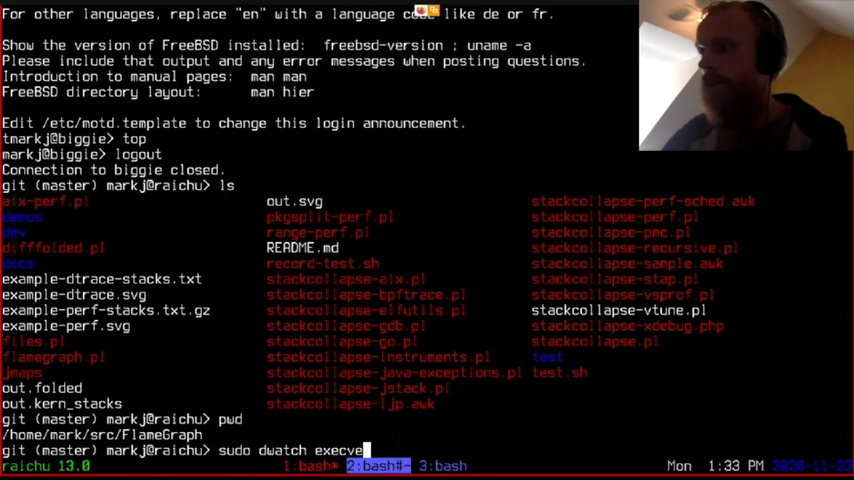 For other languages, replace "en" with a language code like de or fr.
Show the version of FreeBSD installed:  freebsd-version ; uname -a
Please include that output and any error messages when posting questions.
Introduction to manual pages:  man man
FreeBSD directory layout:      man hier
Edit /etc/motd.template to change this login announcement.
tmarkj@biggie> top
markj@biggie> logout
Connection to biggie closed.
git (master) markj@raichu> ls
aix-perf.pl out.svg stackcollapse-perf-sched.awk
demos pkgsplit-perf.pl stackcollapse-perf.pl
dev range-perf.pl stackcollapse-pmc.pl
difffolded.pl README.md stackcollapse-recursive.pl
docs record-test.sh stackcollapse-sample.awk
example-dtrace-stacks.txt stackcollapse-aix.pl stackcollapse-stap.pl
example-dtrace.svg stackcollapse-bpftrace.pl stackcollapse-vsprof.pl
example-perf-stacks.txt.gz stackcollapse-elfutils.pl stackcollapse-vtune.pl
example-perf.svg stackcollapse-gdb.pl stackcollapse-xdebug.php
files.pl stackcollapse-go.pl stackcollapse.pl
flamegraph.pl stackcollapse-instruments.pl test
jmaps stackcollapse-java-exceptions.pl test.sh
out.folded stackcollapse-jstack.pl
out.kern_stacks stackcollapse-ljp.awk
git (master) markj@raichu> pwd
/home/mark/src/FlameGraph
git (master) markj@raichu> sudo dwatch execve
raichu 13.0 1:bash* 2:bash#- 3:bash Mon  1:33 PM 2020-11-23